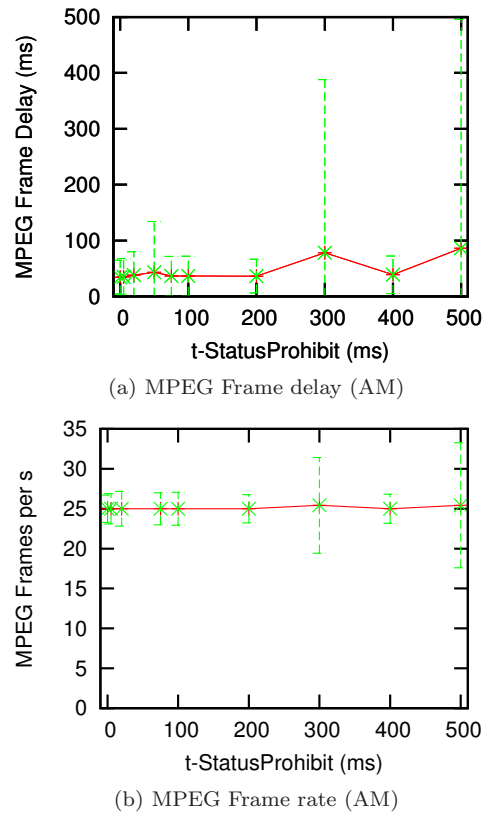 500
400
300
200
100
0
MPEG Frame Delay (ms)
0 100 200 300 400 500
t-StatusProhibit (ms)
(a) MPEG Frame delay (AM)
35
30
25
20
15
10
5
0
MPEG Frames per s
0 100 200 300 400 500
t-StatusProhibit (ms)
(b) MPEG Frame rate (AM)